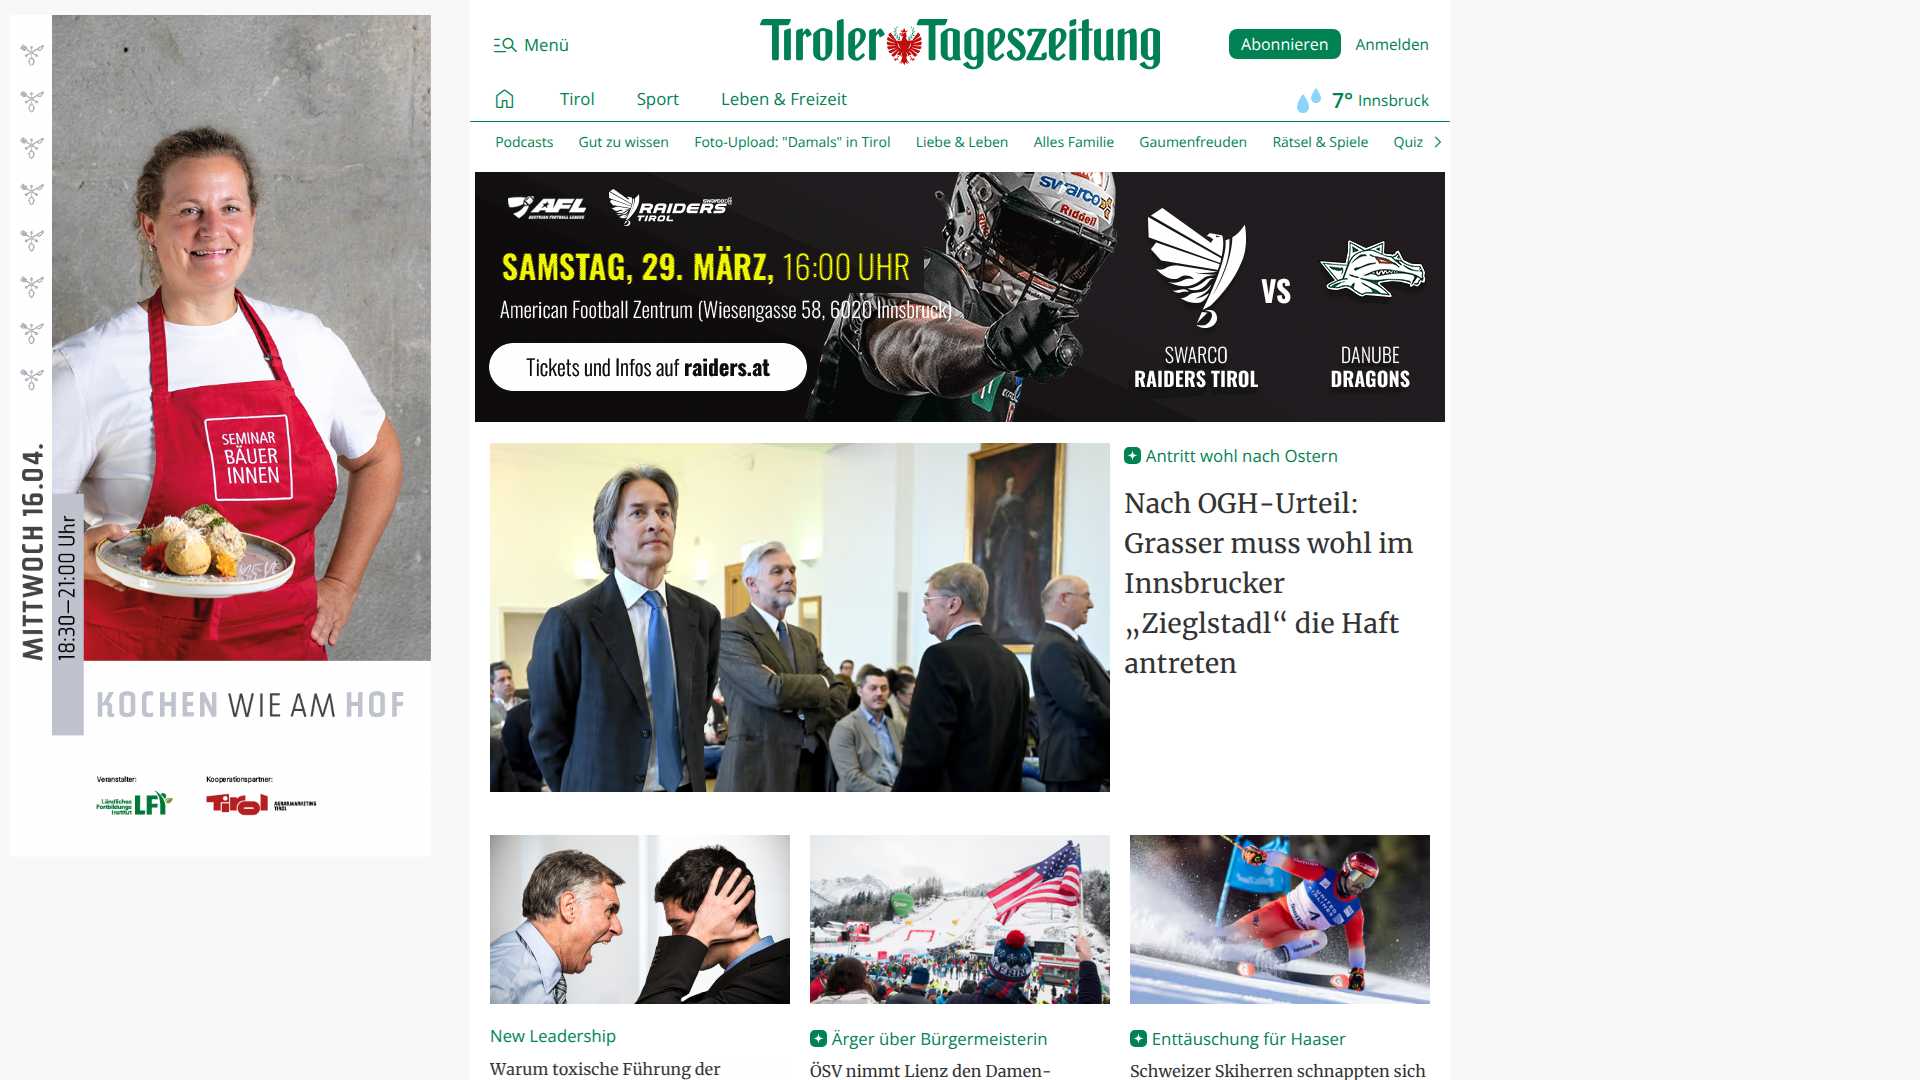 Menü
Tiroler Tageszeitung
Abonnieren
Anmelden
Tirol
Sport
Leben & Freizeit
7° Innsbruck
Podcasts
Gut zu wissen
Foto-Upload: "Damals" in Tirol
Liebe & Leben
Alles Familie
Gaumenfreuden
Rätsel & Spiele
Quiz
AFL
RAIDERS
TIROL
SWARCO
SAMSTAG, 29. MÄRZ, 16:00 UHR
American Football Zentrum (Wiesengasse 58, 6020 Innsbruck)
Tickets und Infos auf raiders.at
swarco
Riddell
VS
SWARCO
RAIDERS TIROL
DANUBE
DRAGONS
MITTWOCH 16.04.
18:30–21:00 Uhr
SEMINAR
BÄUER
INNEN
KOCHEN WIE AM HOF
Veranstalter:
Ländliches
Fortbildungs
Institut
LFI
Kooperationspartner:
Tirol
AGRARMARKETING
TIROL
Antritt wohl nach Ostern
Nach OGH-Urteil:
Grasser muss wohl im
Innsbrucker
„Zieglstadl“ die Haft
antreten
New Leadership
Warum toxische Führung der
Ärger über Bürgermeisterin
ÖSV nimmt Lienz den Damen-
Enttäuschung für Haaser
Schweizer Skiherren schnappten sich